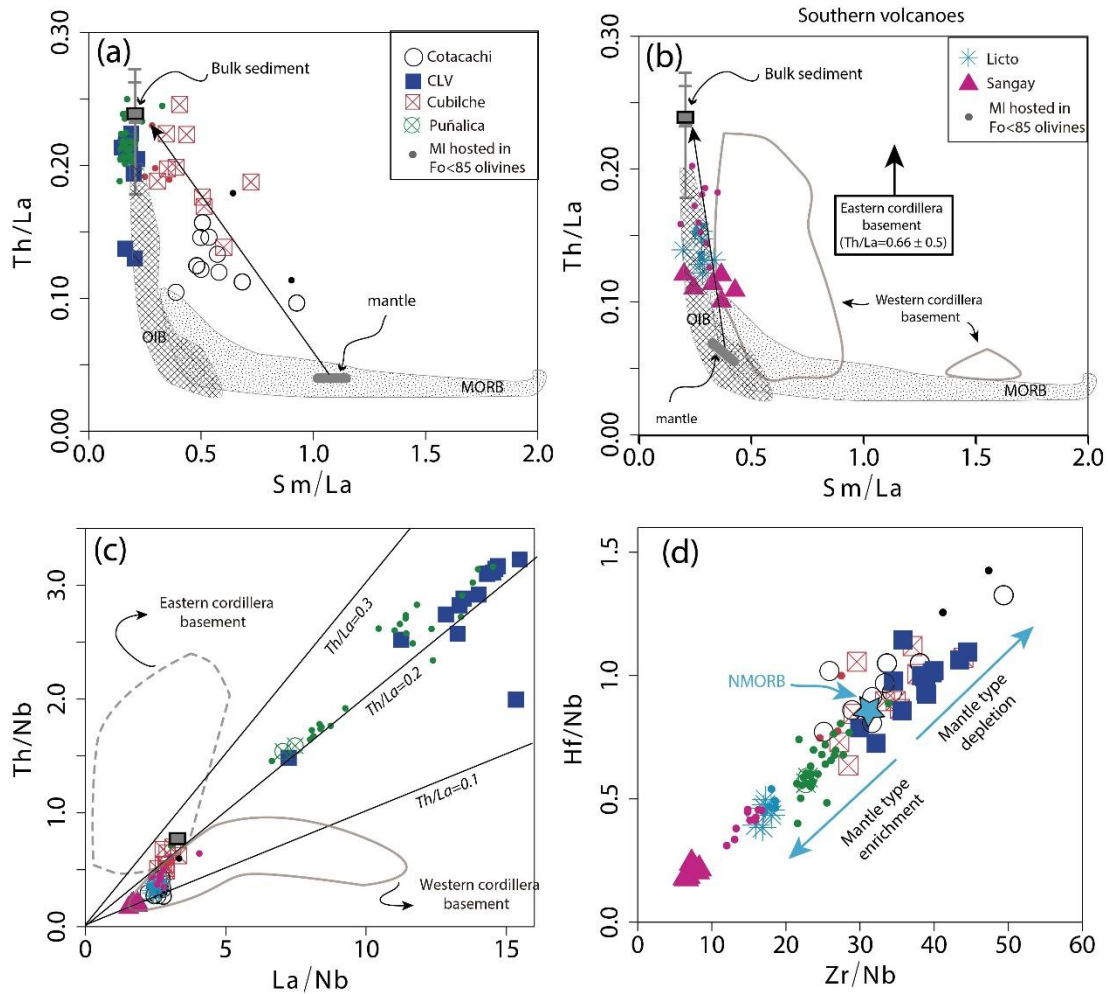 Southern volcanoes
(a)
Th/La
0.30
0.20
0.10
0.00
Bulk sediment
Cotacachi
CLV
Cubilche
Puñalica
MI hosted in
Fo<85 olivines
OIB
mantle
MORB
0.0
0.5
1.0
1.5
2.0
Sm/La
(b)
Th/La
0.30
0.20
0.10
0.00
Bulk sediment
Licto
Sangay
MI hosted in
Fo<85 olivines
Eastern cordillera
basement
(Th/La=0.66 ± 0.5)
Western cordillera
basement
OIB
mantle
MORB
0.0
0.5
1.0
1.5
2.0
Sm/La
(c)
Th/Nb
3.0
2.0
1.0
0.0
Eastern cordillera
basement
Th/La=0.3
Th/La=0.2
Th/La=0.1
Western cordillera
basement
0
5
10
15
La/Nb
(d)
Hf/Nb
1.5
1.0
0.5
0.0
NMORB
Mantle type
depletion
Mantle type
enrichment
0
10
20
30
40
50
60
Zr/Nb